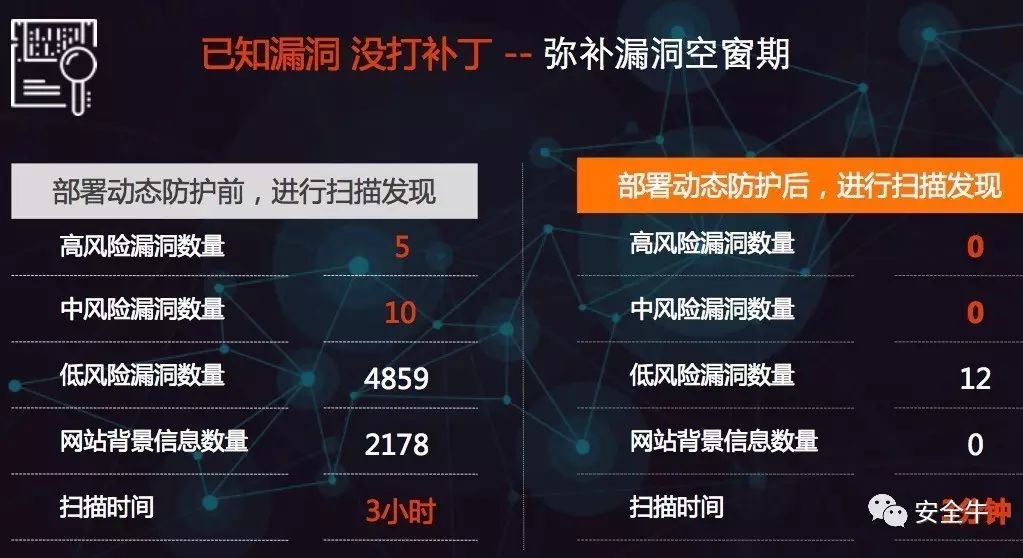 已知漏洞 没打补丁 -- 弥补漏洞空窗期
部署动态防护前，进行扫描发现
高风险漏洞数量 5
中风险漏洞数量 10
低风险漏洞数量 4859
网站背景信息数量 2178
扫描时间 3小时
部署动态防护后，进行扫描发现
高风险漏洞数量 0
中风险漏洞数量 0
低风险漏洞数量 12
网站背景信息数量 0
扫描时间 分钟
安全牛